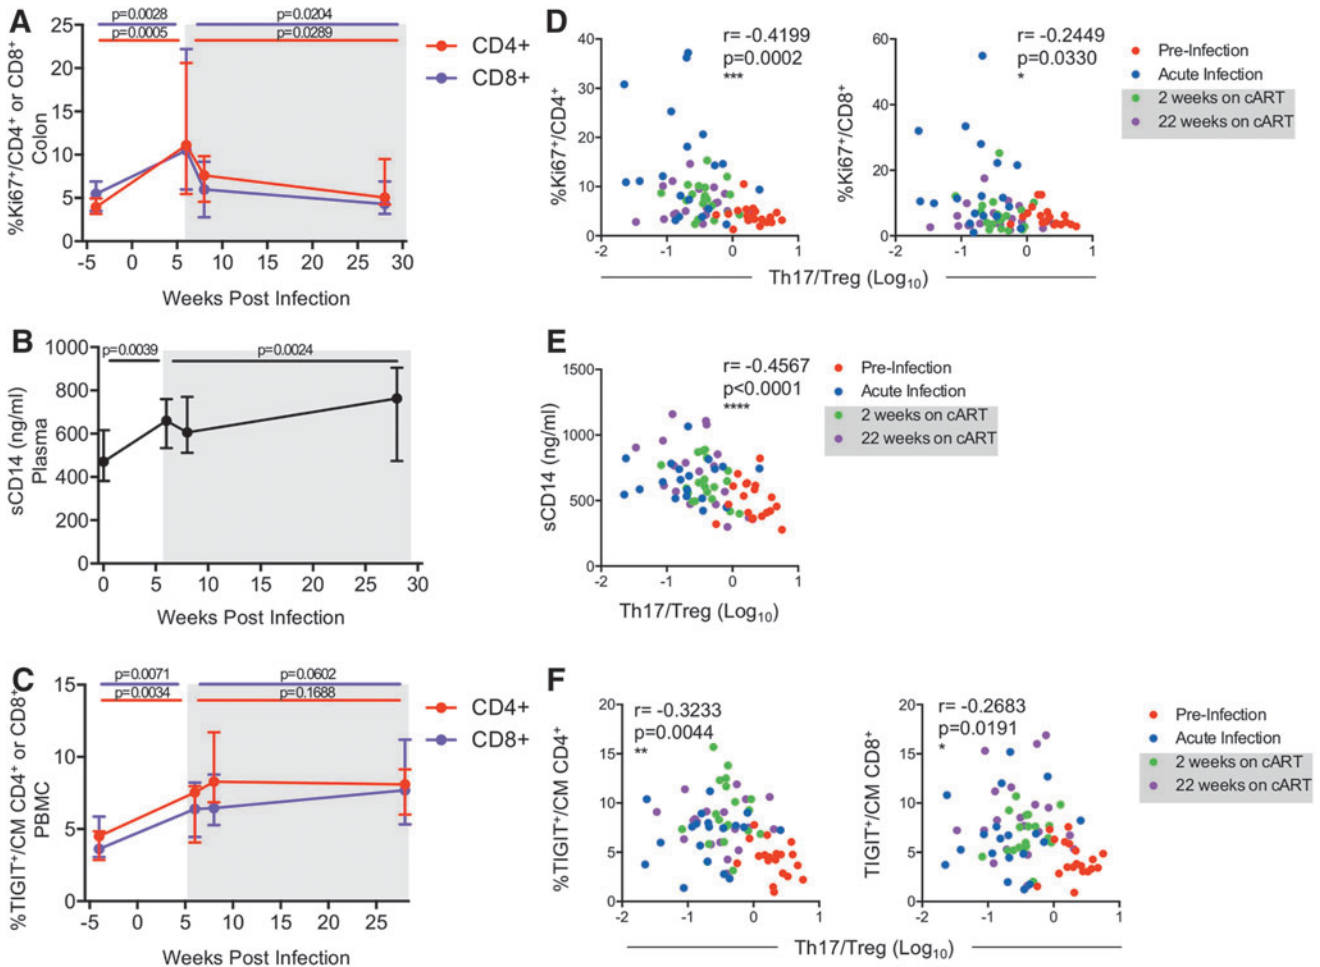 A
p=0.0028
p=0.0204
p=0.0005
p=0.0289
%Ki67⁺/CD4⁺ or CD8⁺
Colon
25
20
15
10
5
0
-5 0 5 10 15 20 25 30
Weeks Post Infection
CD4+
CD8+
B
p=0.0039
p=0.0024
sCD14 (ng/ml)
Plasma
1000
800
600
400
200
0
0 5 10 15 20 25 30
Weeks Post Infection
C
p=0.0071
p=0.0602
p=0.0034
p=0.1688
%TIGIT⁺/CM CD4⁺ or CD8⁺
PBMC
15
10
5
0
-5 0 5 10 15 20 25
Weeks Post Infection
CD4+
CD8+
D
r= -0.4199
p=0.0002
***
%Ki67⁺/CD4⁺
40
30
20
10
0
-2 -1 0 1
r= -0.2449
p=0.0330
*
%Ki67⁺/CD8⁺
60
40
20
0
-2 -1 0 1
Th17/Treg (Log₁₀)
Pre-Infection
Acute Infection
2 weeks on cART
22 weeks on cART
E
r= -0.4567
p<0.0001
****
sCD14 (ng/ml)
1500
1000
500
0
-2 -1 0 1
Th17/Treg (Log₁₀)
Pre-Infection
Acute Infection
2 weeks on cART
22 weeks on cART
F
r= -0.3233
p=0.0044
**
%TIGIT⁺/CM CD4⁺
20
15
10
5
0
-2 -1 0 1
r= -0.2683
p=0.0191
*
TIGIT⁺/CM CD8⁺
20
15
10
5
0
-2 -1 0 1
Th17/Treg (Log₁₀)
Pre-Infection
Acute Infection
2 weeks on cART
22 weeks on cART